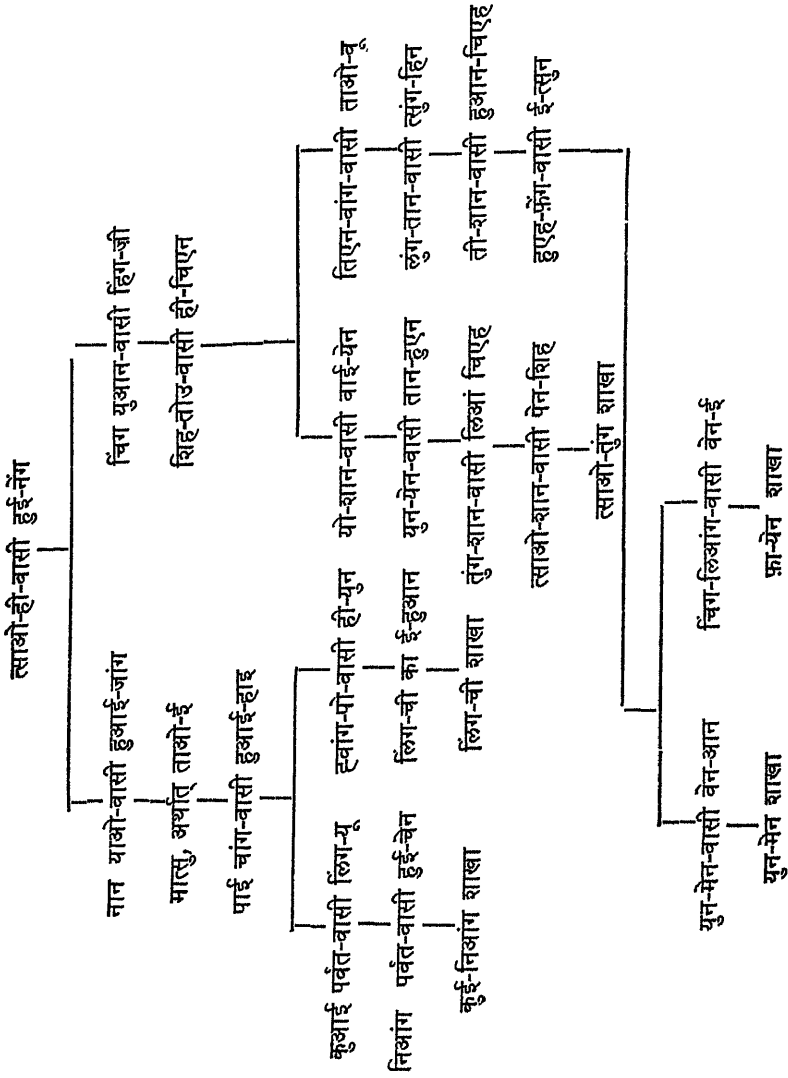 त्साओ-ही-वासी हुई-नेंग
नान याओ-वासी हुआई-जांग
चिंग युआन-वासी हिंग-ज़ी
मात्सु, अर्थात् ताओ-ई
शिह-तोउ-वासी ही-चिएन
पाई चांग-वासी हुआई-हाइ
कुआई पर्वत-वासी लिंग-यू
ह्वांग-पो-वासी ही-युन
यो-शान-वासी वाई-येन
तिएन-वांग-वासी ताओ-वू
निआंग पर्वत-वासी हुई-चेन
लिंग-ची का ई-हुआन
युन-येन-वासी तान-हुएन
लुंग-तान-वासी त्सुंग-हिन
कुई-निआंग शाखा
लिंग-ची शाखा
तुंग-शान-वासी लिआं चिएह
ती-शान-वासी हुआन-चिएह
त्साओ-शान-वासी पेन-शिह
हुएह-फ़ेंग-वासी ई-त्सुन
त्साओ-तुंग शाखा
युन-मेन-वासी वेन-आन
चिंग-लिआंग-वासी वेन-ई
युन-मेन शाखा
फ़ा-येन शाखा